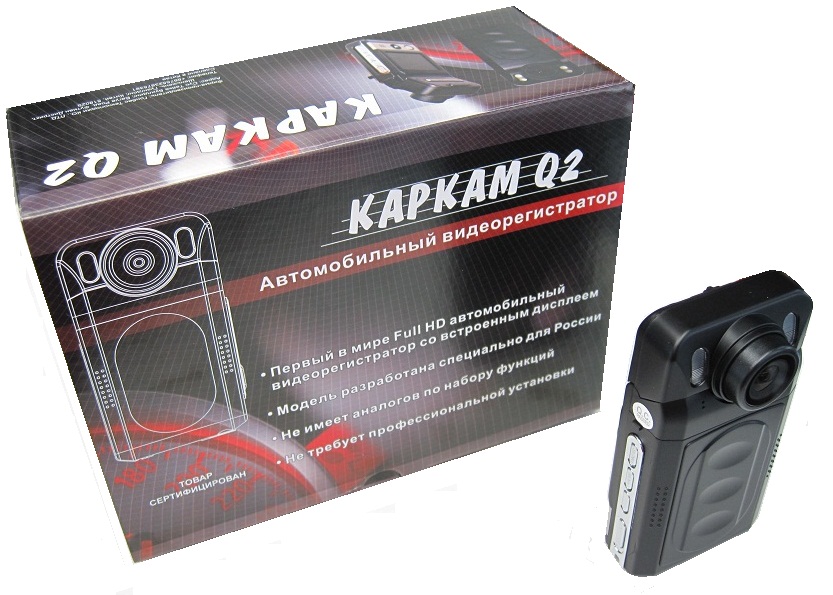 КАРКАМ Q2
КАРКАМ Q2
Автомобильный видеорегистратор
• Первый в мире Full HD автомобильный
видеорегистратор со встроенным дисплеем
• Модель разработана специально для России
• Не имеет аналогов по набору функций
• Не требует профессиональной установки
ТОВАР
СЕРТИФИЦИРОВАН